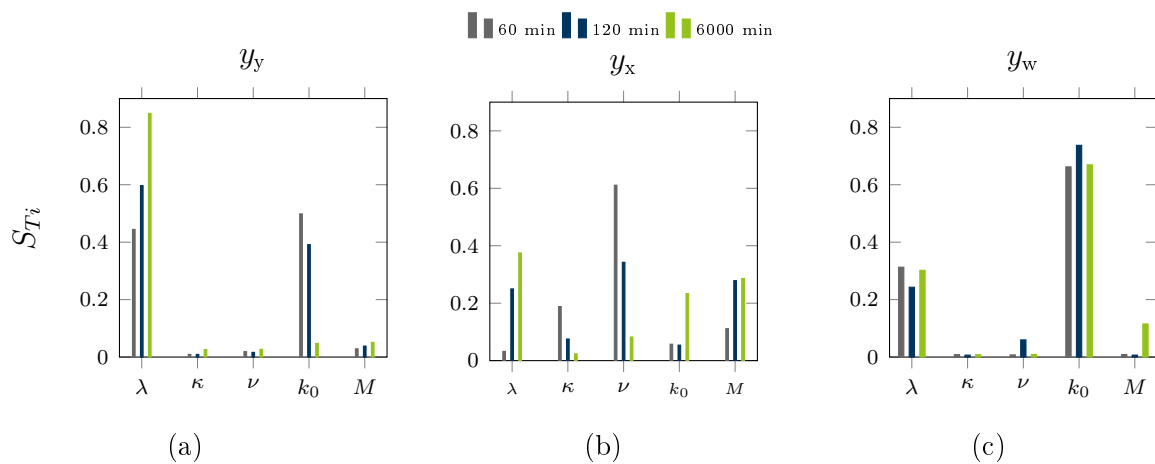 60 min 120 min 6000 min
y_y y_x y_w
S_{Ti}
0.8 0.8 0.8
0.6 0.6 0.6
0.4 0.4 0.4
0.2 0.2 0.2
0 0 0
λ κ ν k_0 M λ κ ν k_0 M λ κ ν k_0 M
(a) (b) (c)